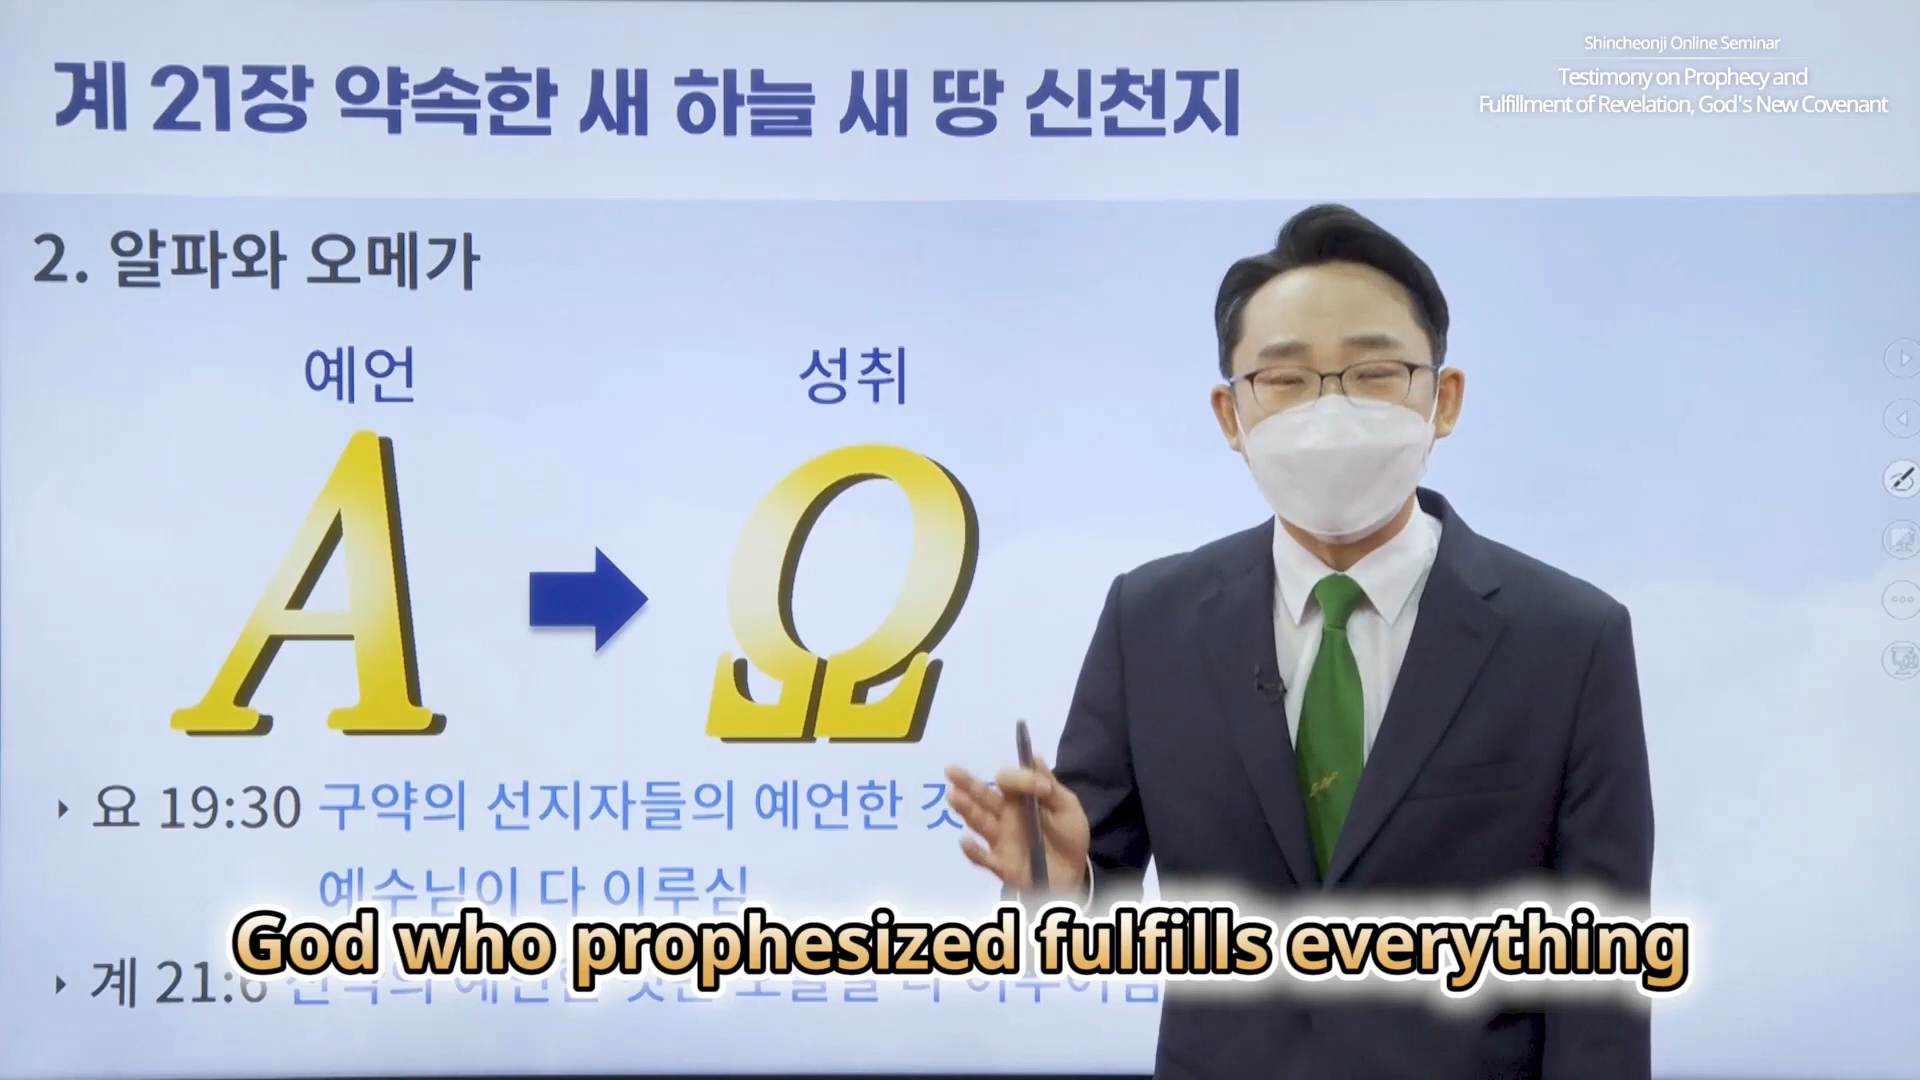 계 21장 약속한 새 하늘 새 땅 신천지
Shincheonji Online Seminar
Testimony on Prophecy and
Fulfillment of Revelation, God's New Covenant
2. 알파와 오메가
예언
성취
A
Ω
요 19:30 구약의 선지자들의 예언한
예수님이 다 이루심
계 21:6
God who prophesized fulfills everything